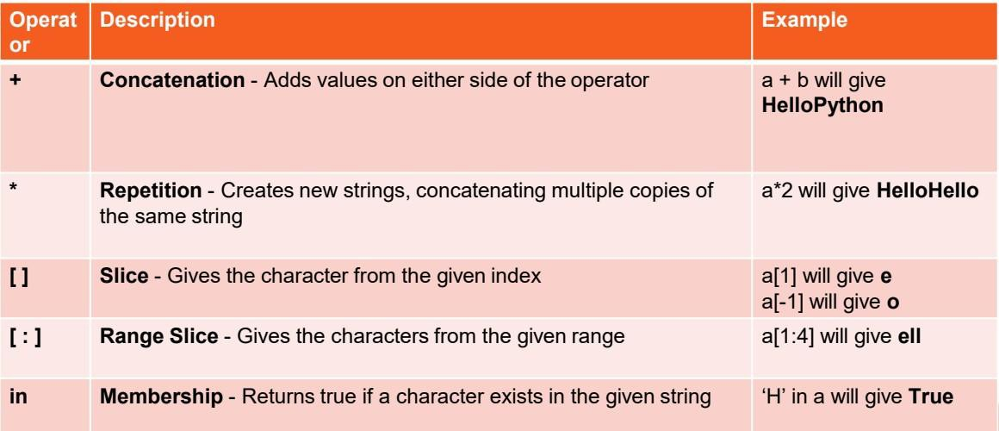 Operat
or
Description
Example
+
Concatenation - Adds values on either side of the operator
a + b will give
HelloPython
*
Repetition - Creates new strings, concatenating multiple copies of
the same string
a*2 will give HelloHello
[ ]
Slice - Gives the character from the given index
a[1] will give e
a[-1] will give o
[ : ]
Range Slice - Gives the characters from the given range
a[1:4] will give ell
in
Membership - Returns true if a character exists in the given string
‘H’ in a will give True